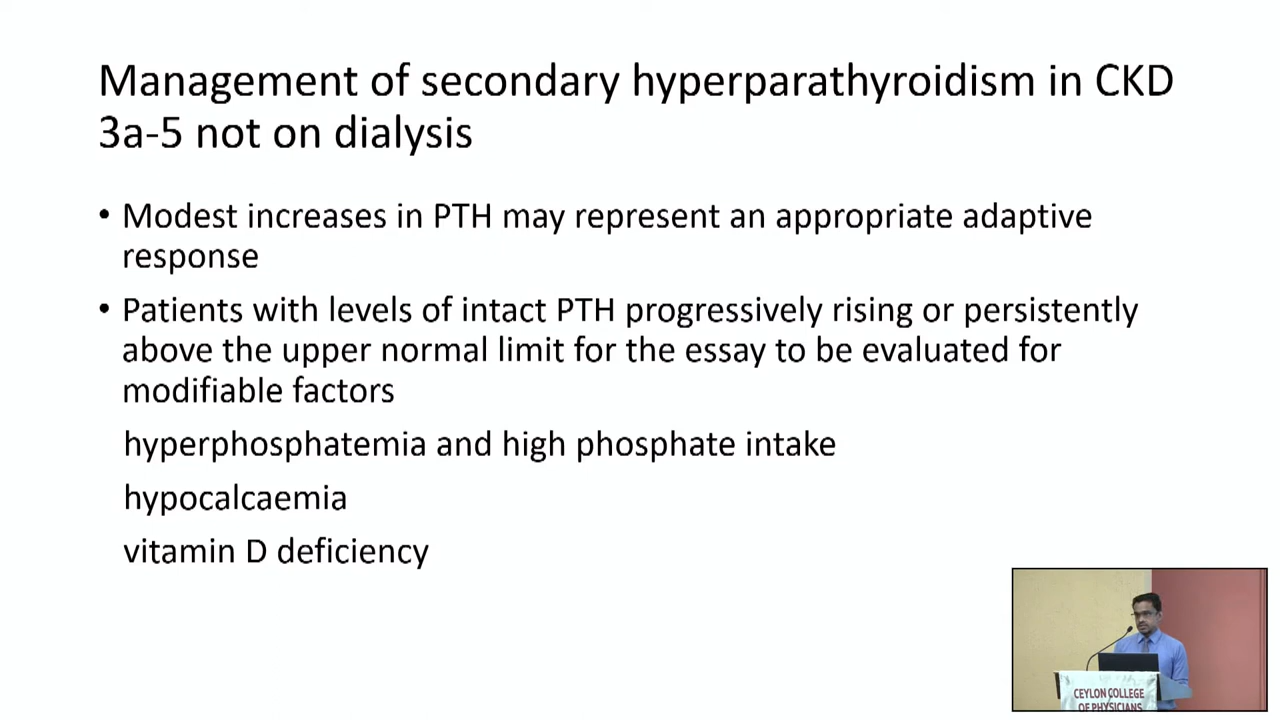 Management of secondary hyperparathyroidism in CKD
3a-5 not on dialysis
• Modest increases in PTH may represent an appropriate adaptive
response
• Patients with levels of intact PTH progressively rising or persistently
above the upper normal limit for the essay to be evaluated for
modifiable factors
hyperphosphatemia and high phosphate intake
hypocalcaemia
vitamin D deficiency
CEYLON COLLEGE
OF PHYSICIANS